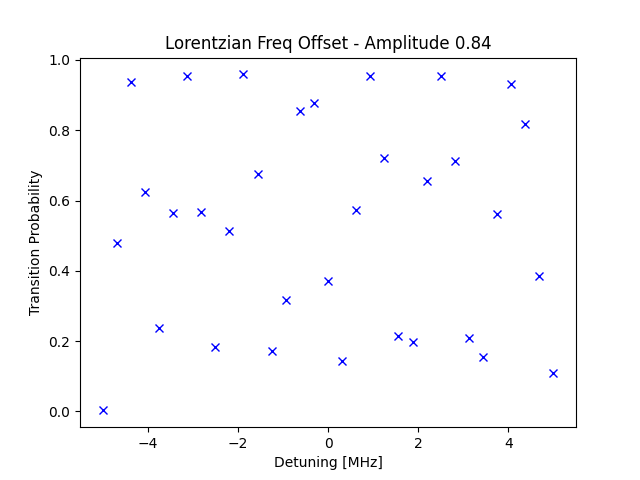 Lorentzian Freq Offset - Amplitude 0.84
1.0
0.8
0.6
0.4
0.2
0.0
Transition Probability
−4 −2 0 2 4
Detuning [MHz]